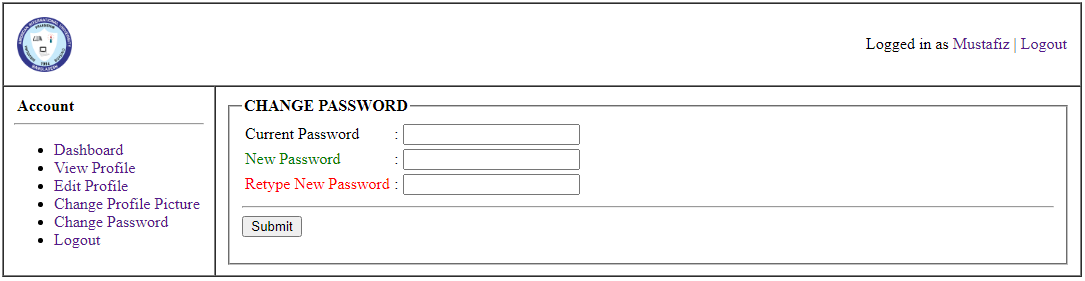 Logged in as Mustafiz | Logout
Account
Dashboard
View Profile
Edit Profile
Change Profile Picture
Change Password
Logout
CHANGE PASSWORD
Current Password :
New Password :
Retype New Password :
Submit